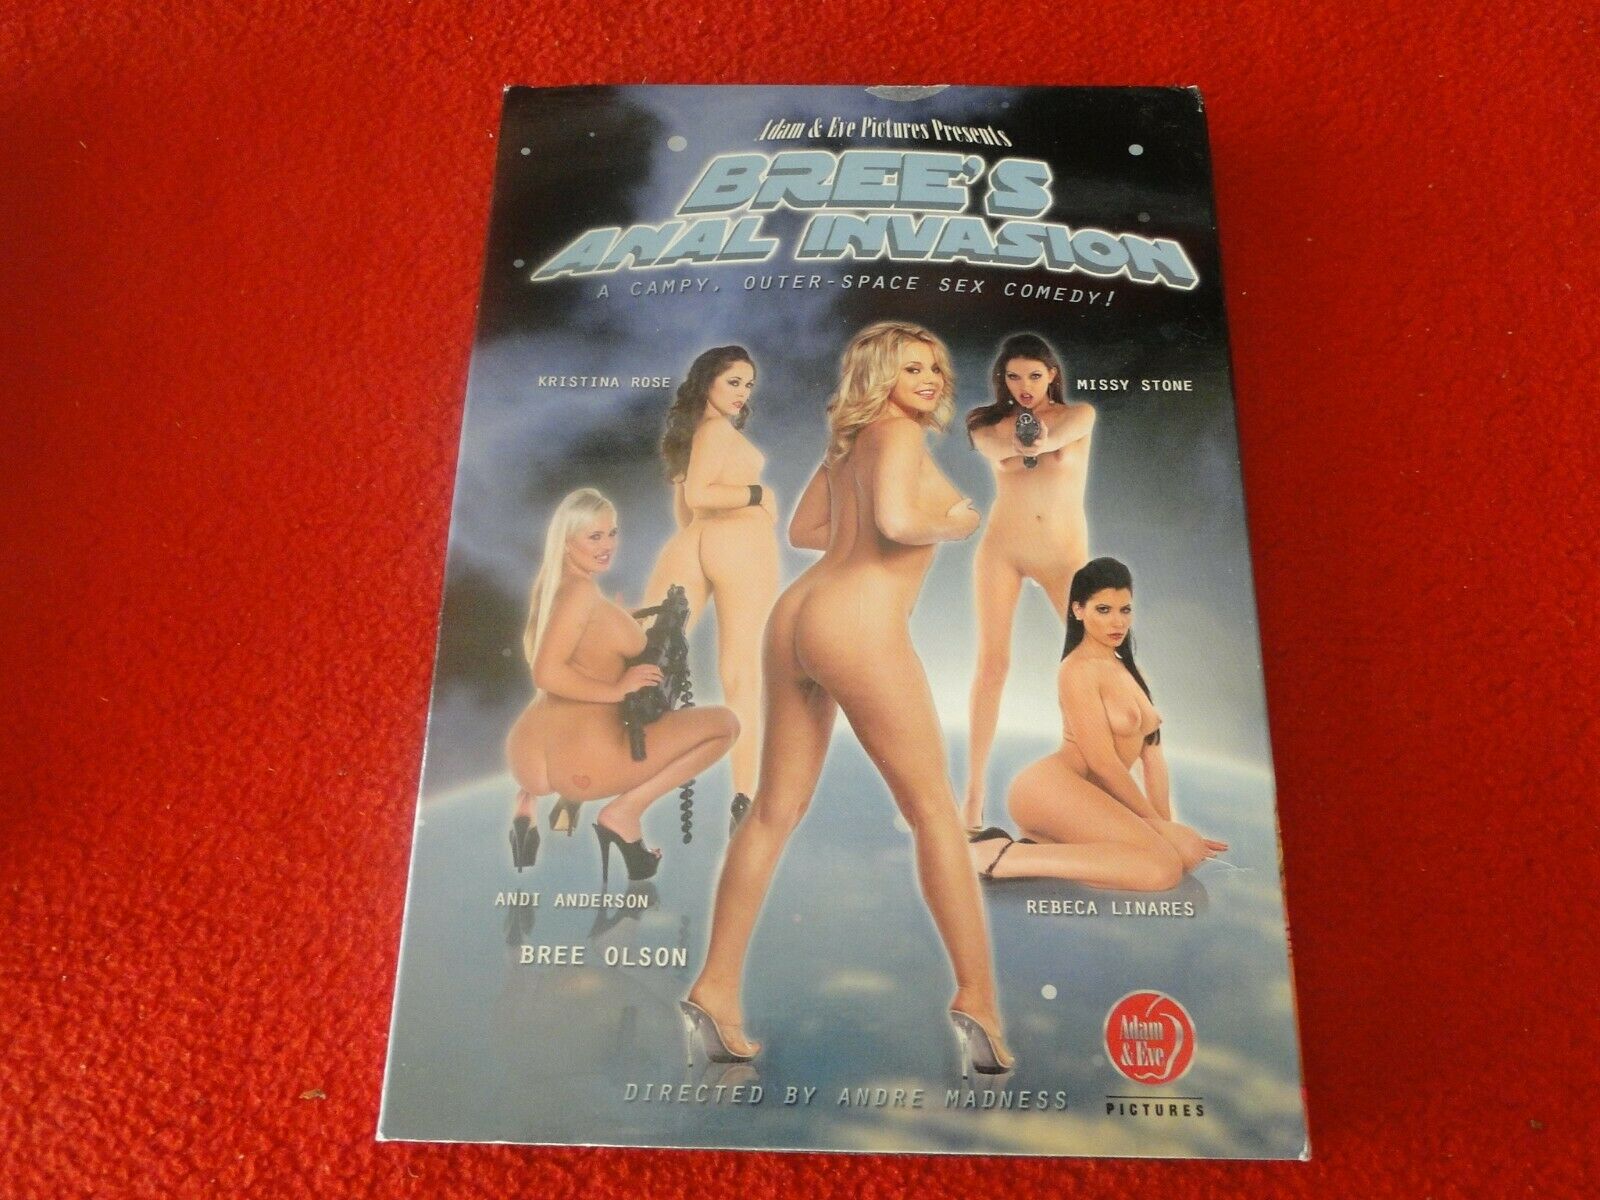 Adam & Eve Pictures Presents
BREE'S
ANAL INVASION
A CAMPY, OUTER-SPACE SEX COMEDY!
KRISTINA ROSE
MISSY STONE
ANDI ANDERSON
REBECA LINARES
BREE OLSON
Adam
& Eve
PICTURES
DIRECTED BY ANDRE MADNESS